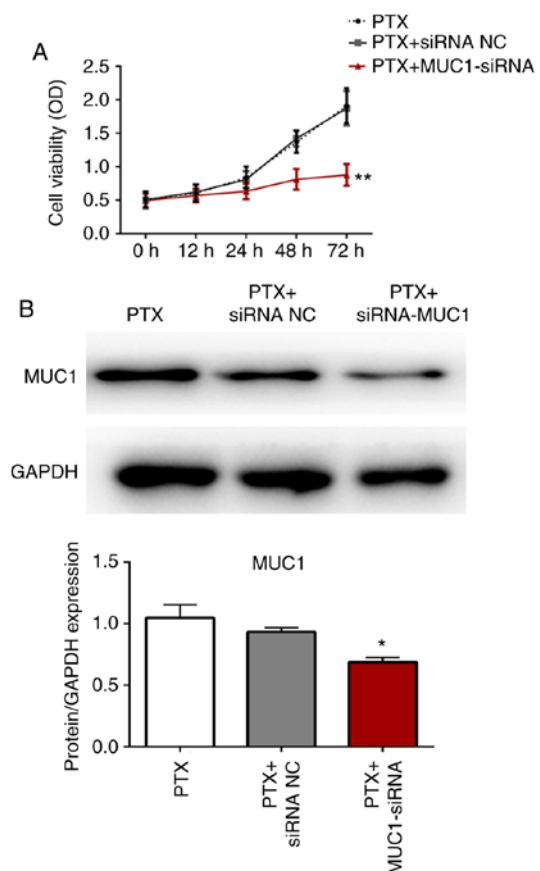 PTX
PTX+siRNA NC
PTX+MUC1-siRNA
A
Cell viability (OD)
2.5
2.0
1.5
1.0
0.5
0.0
**
0 h 12 h 24 h 48 h 72 h
B
PTX
PTX+
siRNA NC
PTX+
siRNA-MUC1
MUC1
GAPDH
MUC1
Protein/GAPDH expression
1.5
1.0
0.5
0.0
*
PTX
PTX+
siRNA NC
PTX+
MUC1-siRNA